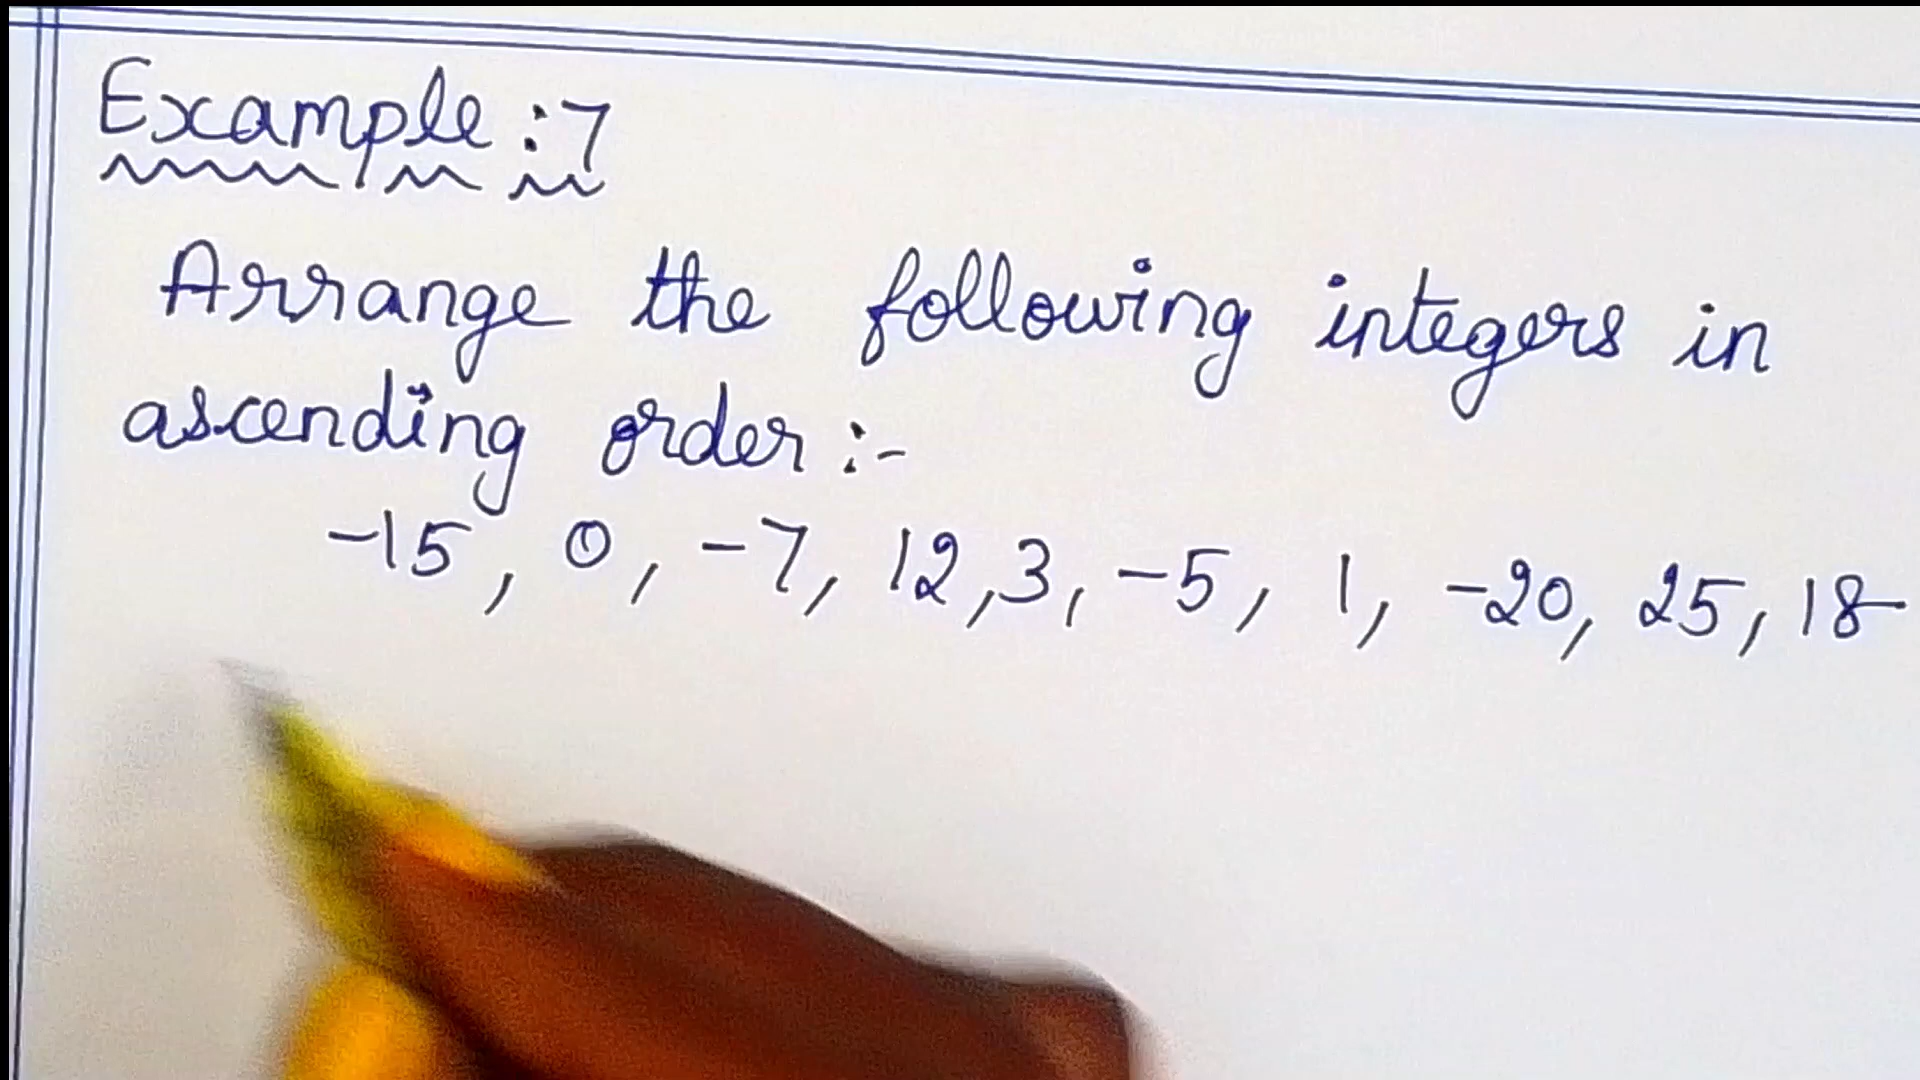 Example :7
Arrange the following integers in
ascending order :-
-15, 0, -7, 12, 3, -5, 1, -20, 25, 18